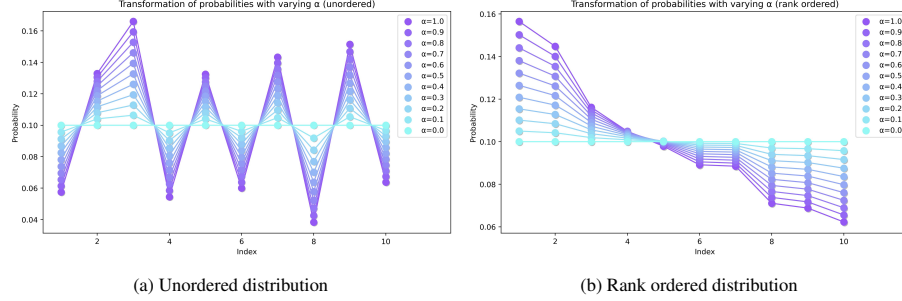 Transformation of probabilities with varying α (unordered)
0.16
0.14
0.12
0.10
0.08
0.06
0.04
Probability
2
4
6
8
10
Index
α=1.0
α=0.9
α=0.8
α=0.7
α=0.6
α=0.5
α=0.4
α=0.3
α=0.2
α=0.1
α=0.0
(a) Unordered distribution
Transformation of probabilities with varying α (rank ordered)
0.16
0.14
0.12
0.10
0.08
0.06
Probability
2
4
6
8
10
Index
α=1.0
α=0.9
α=0.8
α=0.7
α=0.6
α=0.5
α=0.4
α=0.3
α=0.2
α=0.1
α=0.0
(b) Rank ordered distribution